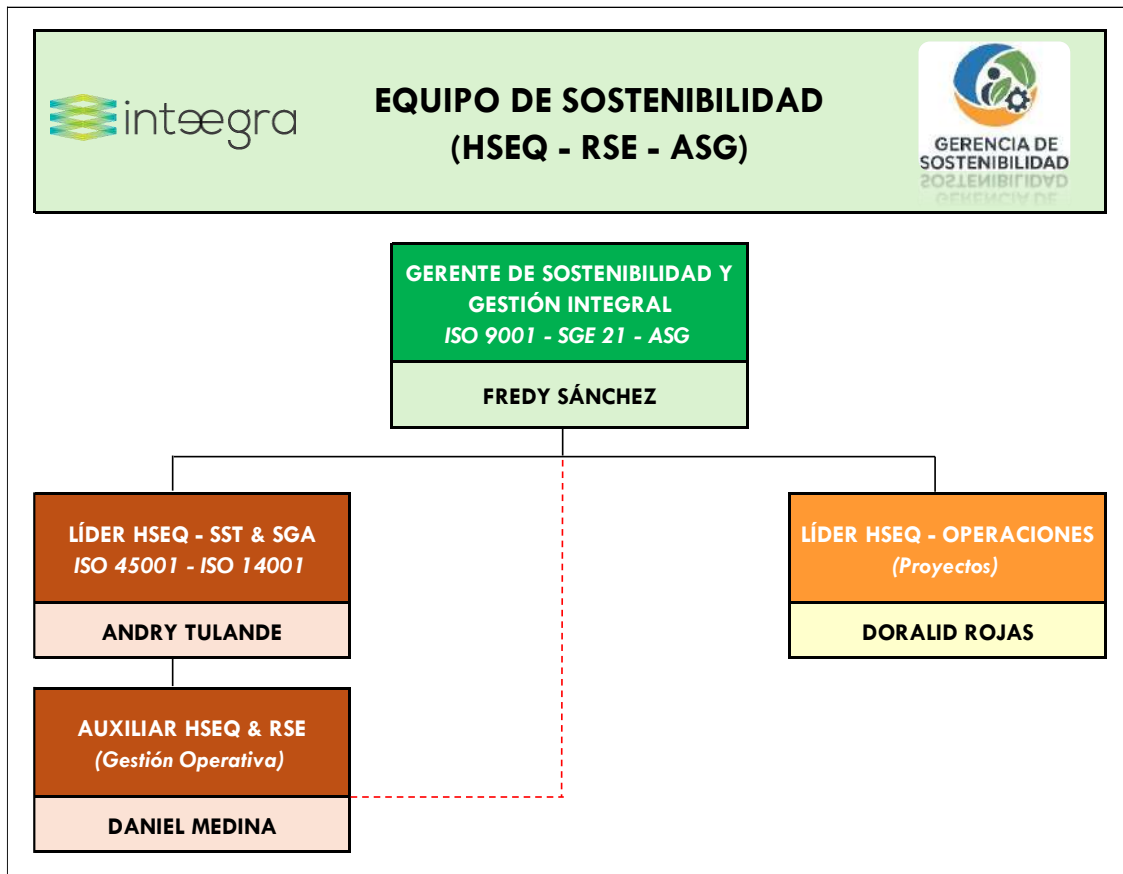 inteegra
EQUIPO DE SOSTENIBILIDAD
(HSEQ - RSE - ASG)
GERENCIA DE
SOSTENIBILIDAD
GERENTE DE SOSTENIBILIDAD Y
GESTIÓN INTEGRAL
ISO 9001 - SGE 21 - ASG
FREDY SÁNCHEZ
LÍDER HSEQ - SST & SGA
ISO 45001 - ISO 14001
ANDRY TULANDE
LÍDER HSEQ - OPERACIONES
(Proyectos)
DORALID ROJAS
AUXILIAR HSEQ & RSE
(Gestión Operativa)
DANIEL MEDINA